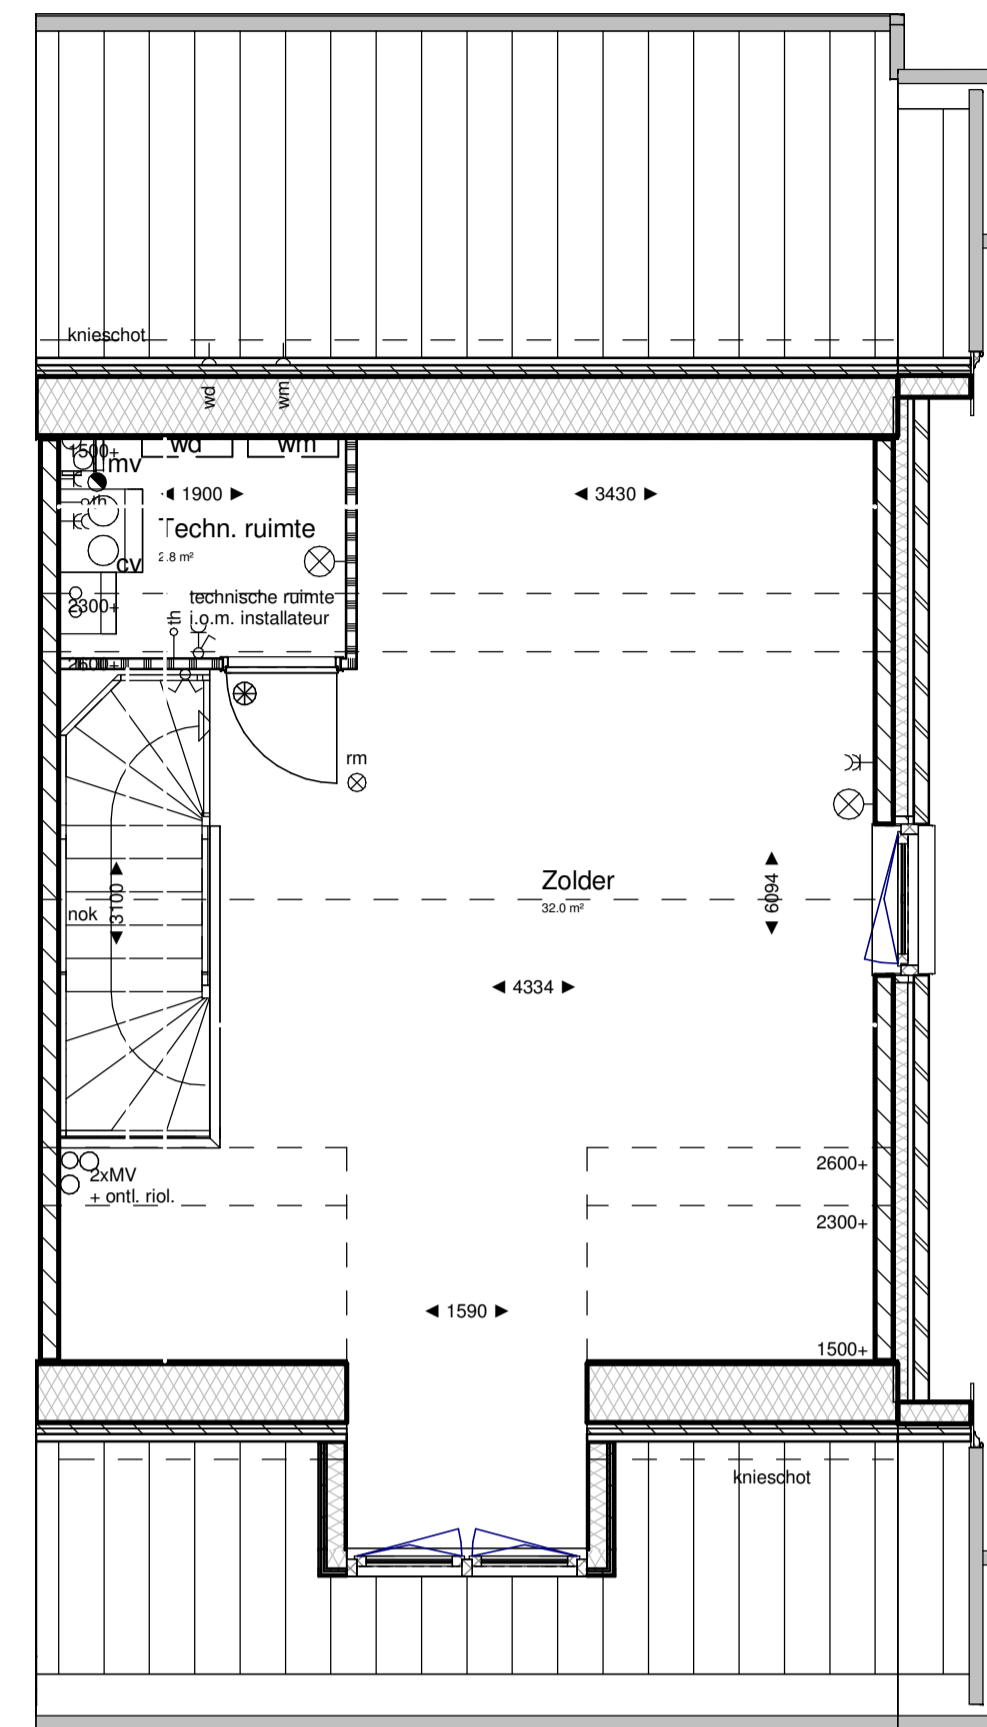 knieschot
wd
wm
1500+
mv
wd
wm
th
1900
3430
Techn. ruimte
2.8 m²
cv
technische ruimte
i.o.m. installateur
2300+
th
2600+
rm
Zolder
32.0 m²
nok
3100
6094
4334
2xMV
+ ontl. riol.
2600+
2300+
1590
1500+
knieschot